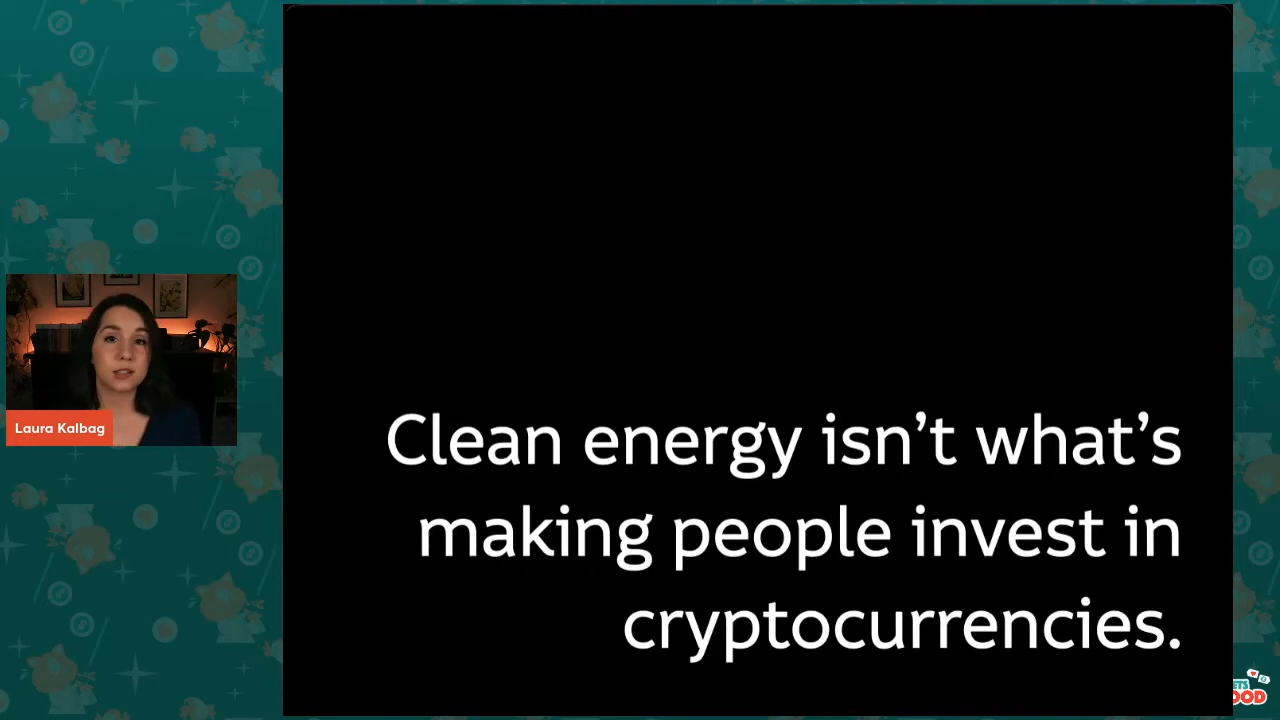 Clean energy isn’t what’s
making people invest in
cryptocurrencies.
Laura Kalbag